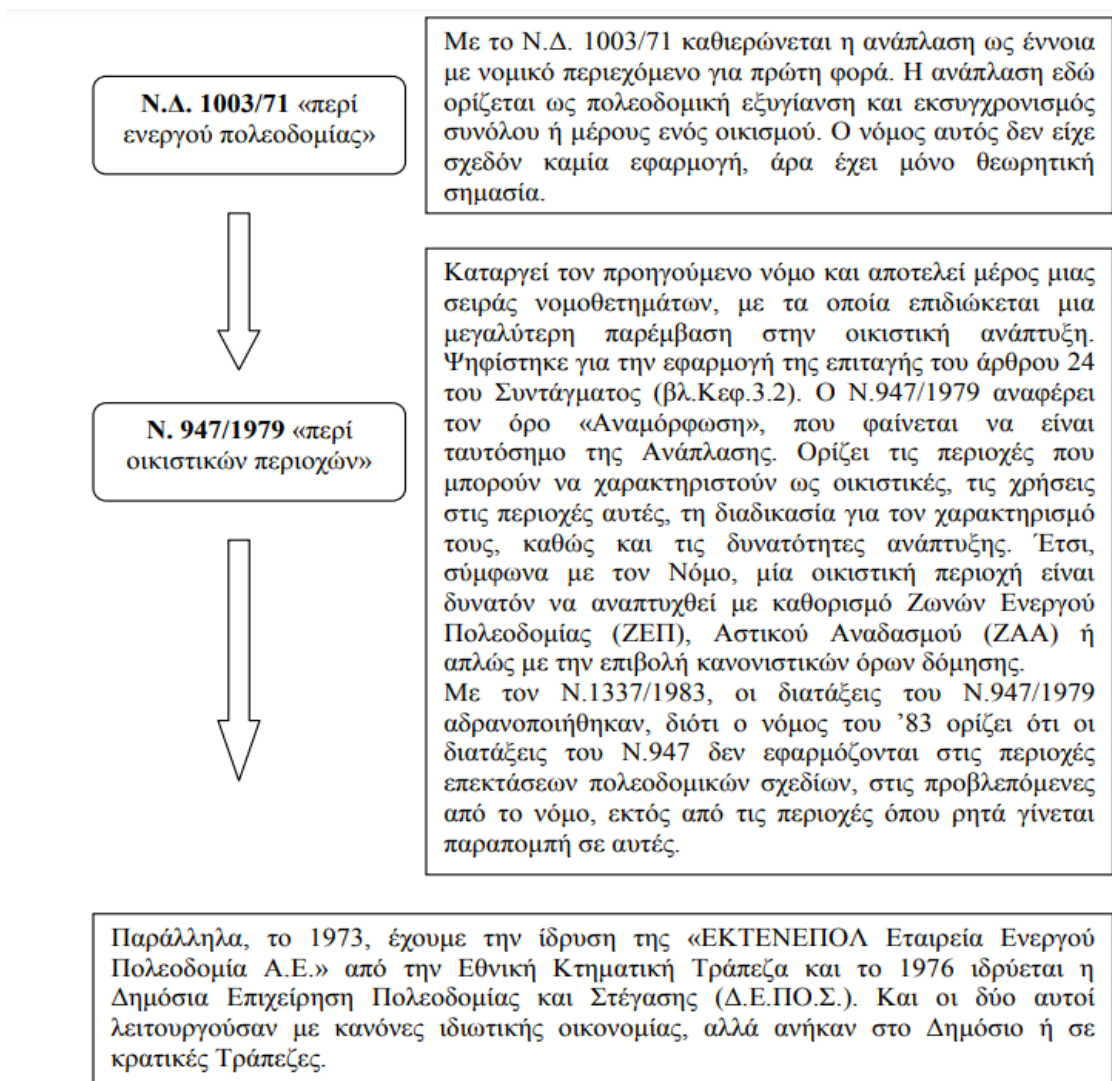 Ν.Δ. 1003/71 «περί
ενεργού πολεοδομίας»
Με το Ν.Δ. 1003/71 καθιερώνεται η ανάπλαση ως έννοια
με νομικό περιεχόμενο για πρώτη φορά. Η ανάπλαση εδώ
ορίζεται ως πολεοδομική εξυγίανση και εκσυγχρονισμός
συνόλου ή μέρους ενός οικισμού. Ο νόμος αυτός δεν είχε
σχεδόν καμία εφαρμογή, άρα έχει μόνο θεωρητική
σημασία.
Ν. 947/1979 «περί
οικιστικών περιοχών»
Καταργεί τον προηγούμενο νόμο και αποτελεί μέρος μιας
σειράς νομοθετημάτων, με τα οποία επιδιώκεται μια
μεγαλύτερη παρέμβαση στην οικιστική ανάπτυξη.
Ψηφίστηκε για την εφαρμογή της επιταγής του άρθρου 24
του Συντάγματος (βλ.Κεφ.3.2). Ο Ν.947/1979 αναφέρει
τον όρο «Αναμόρφωση», που φαίνεται να είναι
ταυτόσημο της Ανάπλασης. Ορίζει τις περιοχές που
μπορούν να χαρακτηριστούν ως οικιστικές, τις χρήσεις
στις περιοχές αυτές, τη διαδικασία για τον χαρακτηρισμό
τους, καθώς και τις δυνατότητες ανάπτυξης. Έτσι,
σύμφωνα με τον Νόμο, μία οικιστική περιοχή είναι
δυνατόν να αναπτυχθεί με καθορισμό Ζωνών Ενεργού
Πολεοδομίας (ΖΕΠ), Αστικού Αναδασμού (ΖΑΑ) ή
απλώς με την επιβολή κανονιστικών όρων δόμησης.
Με τον Ν.1337/1983, οι διατάξεις του Ν.947/1979
αδρανοποιήθηκαν, διότι ο νόμος του ’83 ορίζει ότι οι
διατάξεις του Ν.947 δεν εφαρμόζονται στις περιοχές
επεκτάσεων πολεοδομικών σχεδίων, στις προβλεπόμενες
από το νόμο, εκτός από τις περιοχές όπου ρητά γίνεται
παραπομπή σε αυτές.
Παράλληλα, το 1973, έχουμε την ίδρυση της «ΕΚΤΕΝΕΠΟΛ Εταιρεία Ενεργού
Πολεοδομία Α.Ε.» από την Εθνική Κτηματική Τράπεζα και το 1976 ιδρύεται η
Δημόσια Επιχείρηση Πολεοδομίας και Στέγασης (Δ.Ε.ΠΟ.Σ.). Και οι δύο αυτοί
λειτουργούσαν με κανόνες ιδιωτικής οικονομίας, αλλά ανήκαν στο Δημόσιο ή σε
κρατικές Τράπεζες.